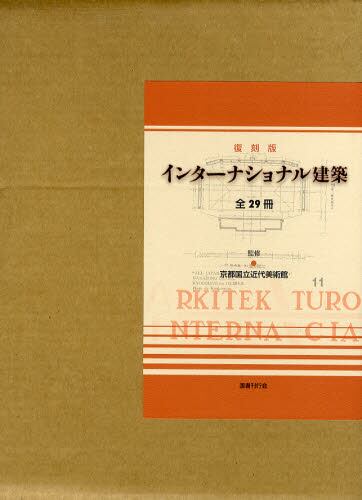 復刻版
インターナショナル建築
全29冊
監修
京都国立近代美術館
11
RKITEK TURO
NTERNA CIA
国書刊行会